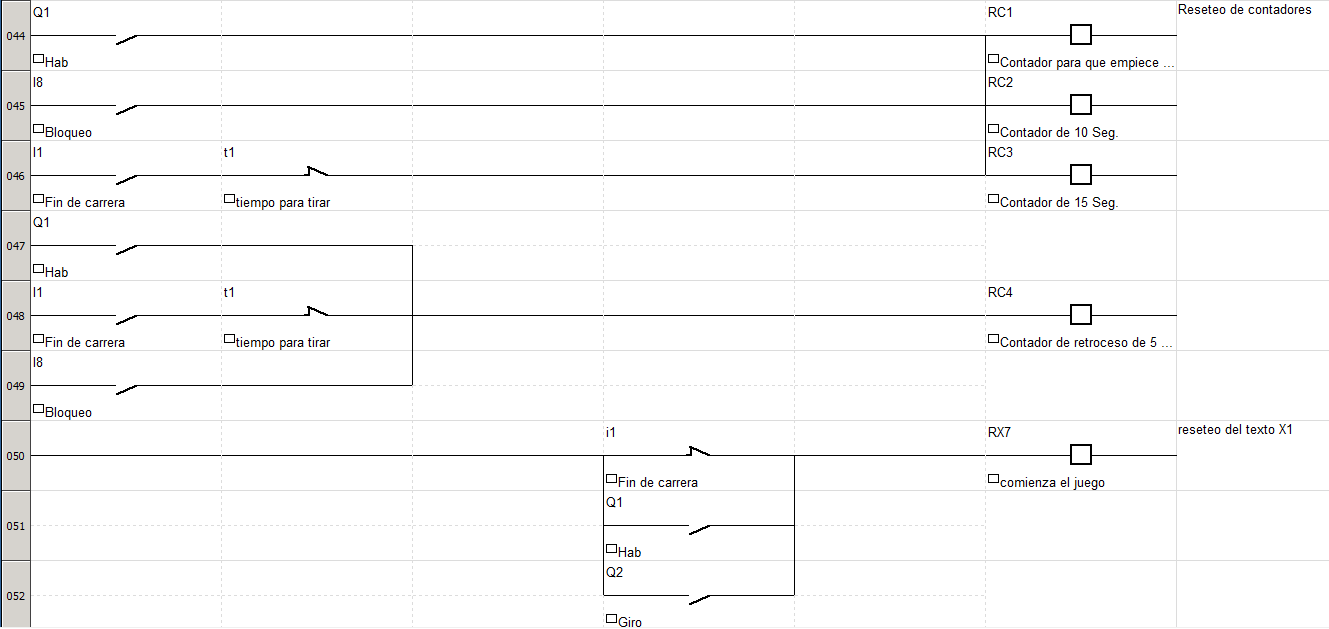 Q1 RC1 Reseteo de contadores
044
Hab Contador para que empiece ...
I8 RC2
045
Bloqueo Contador de 10 Seg.
I1 t1 RC3
046
Fin de carrera tiempo para tirar Contador de 15 Seg.
Q1
047
Hab
I1 t1 RC4
048
Fin de carrera tiempo para tirar Contador de retroceso de 5 ...
I8
049
Bloqueo
i1 RX7 reseteo del texto X1
050
Fin de carrera comienza el juego
Q1
051
Hab
Q2
052
Giro